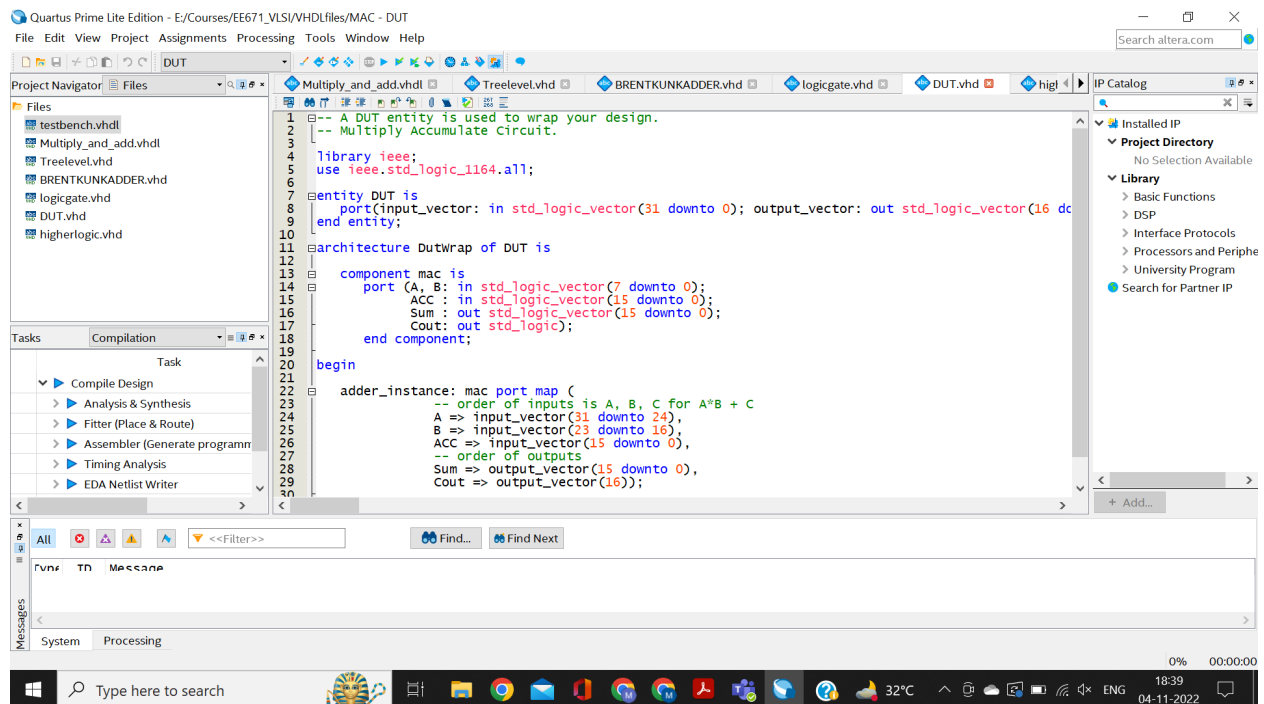 Quartus Prime Lite Edition - E:/Courses/EE671_VLSI/VHDLfiles/MAC - DUT
File Edit View Project Assignments Processing Tools Window Help
Search altera.com
DUT
Project Navigator Files
Multiply_and_add.vhdl Treelevel.vhd BRENTKUNKADDER.vhd logicgate.vhd DUT.vhd high
IP Catalog
Files
testbench.vhdl
Multiply_and_add.vhdl
Treelevel.vhd
BRENTKUNKADDER.vhd
logicgate.vhd
DUT.vhd
higherlogic.vhd
Tasks Compilation
Task
Compile Design
Analysis & Synthesis
Fitter (Place & Route)
Assembler (Generate programm
Timing Analysis
EDA Netlist Writer
267
268
1 -- A DUT entity is used to wrap your design.
2 -- Multiply Accumulate Circuit.
3
4 library ieee;
5 use ieee.std_logic_1164.all;
6
7 entity DUT is
8 port(input_vector: in std_logic_vector(31 downto 0); output_vector: out std_logic_vector(16 do
9 end entity;
10
11 architecture DutWrap of DUT is
12
13 component mac is
14 port (A, B: in std_logic_vector(7 downto 0);
15 ACC : in std_logic_vector(15 downto 0);
16 Sum : out std_logic_vector(15 downto 0);
17 Cout: out std_logic);
18 end component;
19
20 begin
21
22 adder_instance: mac port map (
23 -- order of inputs is A, B, C for A*B + C
24 A => input_vector(31 downto 24),
25 B => input_vector(23 downto 16),
26 ACC => input_vector(15 downto 0),
27 -- order of outputs
28 Sum => output_vector(15 downto 0),
29 Cout => output_vector(16));
30
Installed IP
Project Directory
No Selection Available
Library
Basic Functions
DSP
Interface Protocols
Processors and Periphe
University Program
Search for Partner IP
+ Add...
All <<Filter>> Find... Find Next
Type ID Message
Messages
System Processing
0% 00:00:00
Type here to search
32°C ENG 18:39
04-11-2022